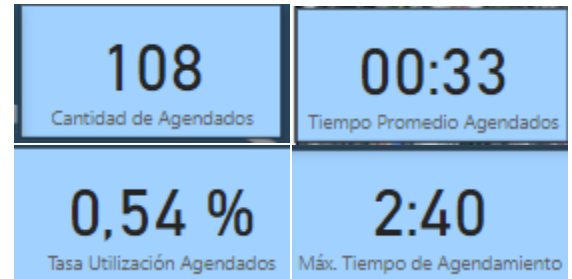 108
Cantidad de Agendados
00:33
Tiempo Promedio Agendados
0,54 %
Tasa Utilización Agendados
2:40
Máx. Tiempo de Agendamiento